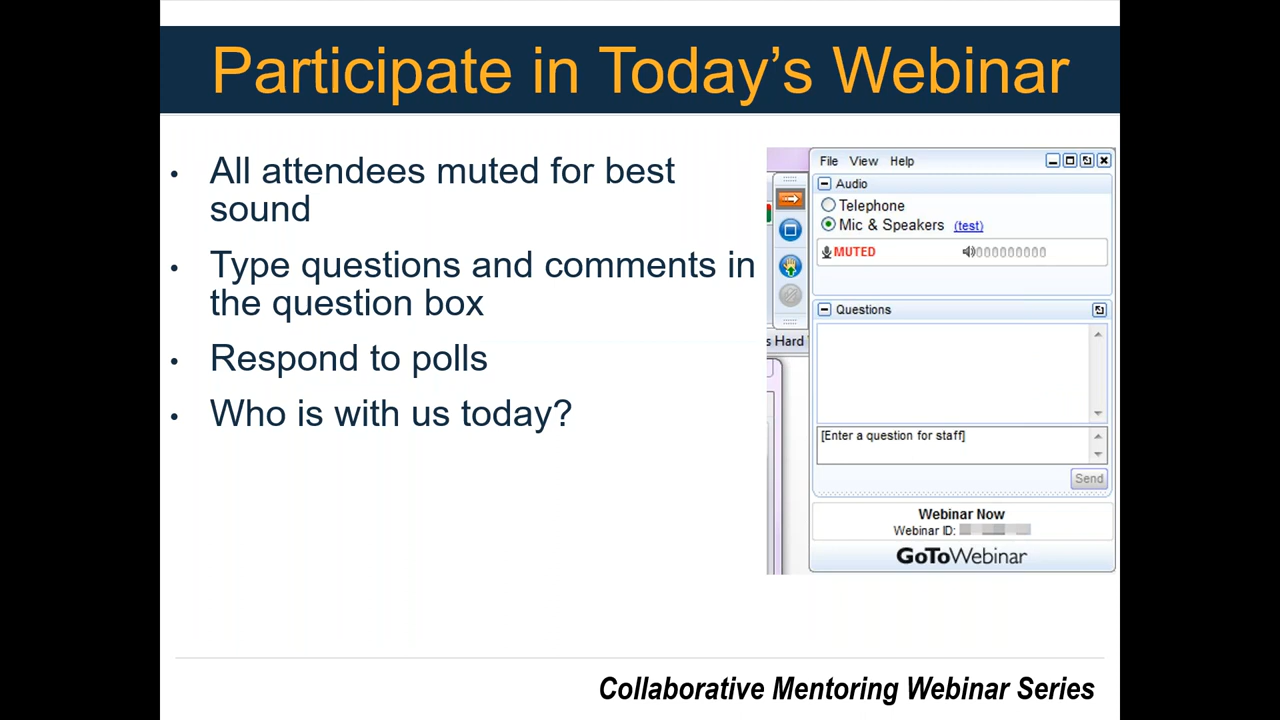 Participate in Today’s Webinar
• All attendees muted for best
sound
• Type questions and comments in
the question box
• Respond to polls
• Who is with us today?
File View Help
Audio
Telephone
Mic & Speakers (test)
MUTED 000000000
s Hard
Questions
[Enter a question for staff]
Send
Webinar Now
Webinar ID:
GoToWebinar
Collaborative Mentoring Webinar Series